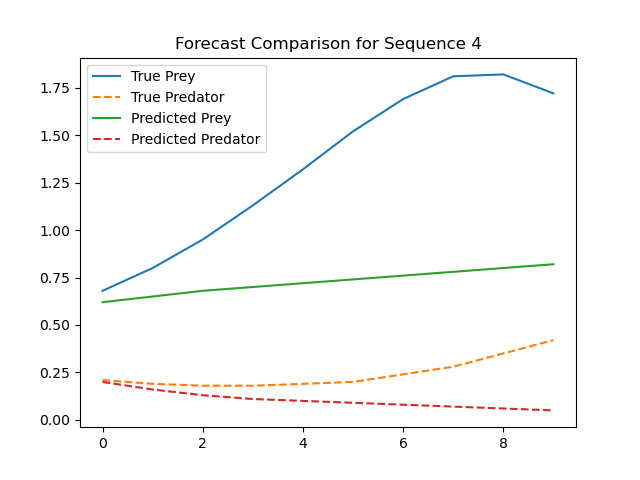 Forecast Comparison for Sequence 4
True Prey
True Predator
Predicted Prey
Predicted Predator
1.75
1.50
1.25
1.00
0.75
0.50
0.25
0.00
0 2 4 6 8